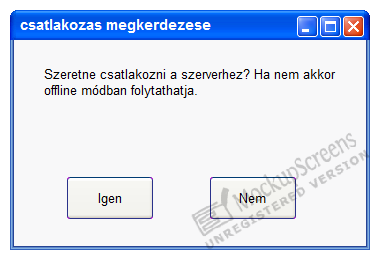 csatlakozas megkerdezese
Szeretne csatlakozni a szerverhez? Ha nem akkor
offline módban folytathatja.
Igen
Nem
MockupScreens
UNREGISTERED VERSION